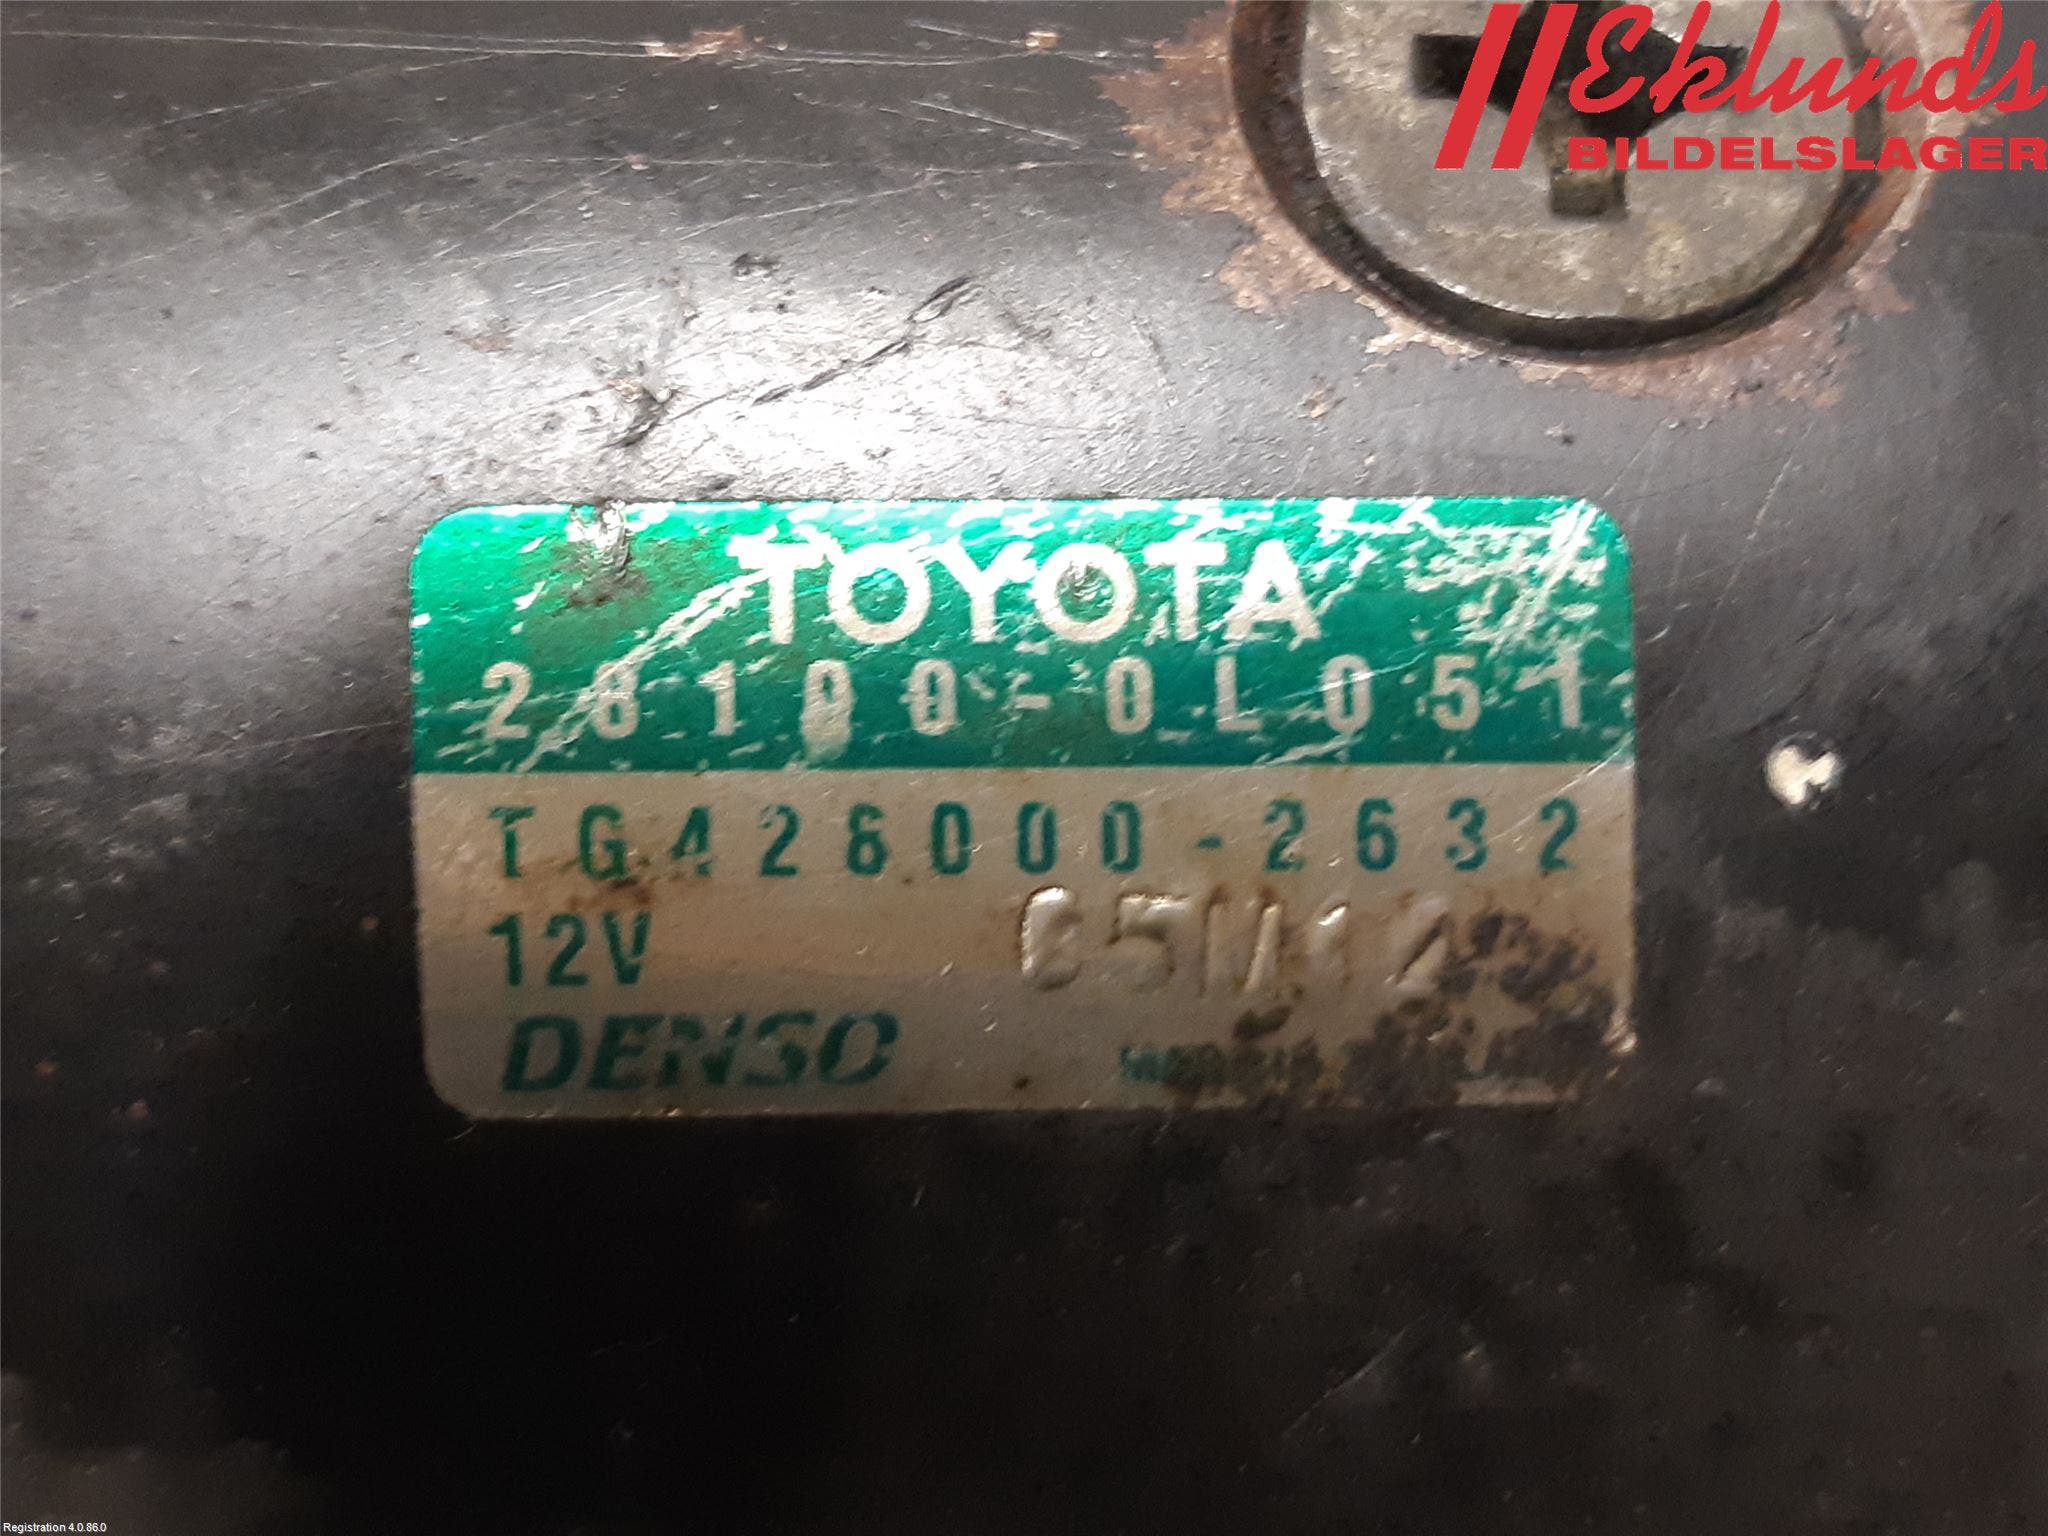 Eklunds
BILDELSLAGER
TOYOTA
28100-0L051
TG428000-2632
12V
DENSO
Registration 4.0.86.0